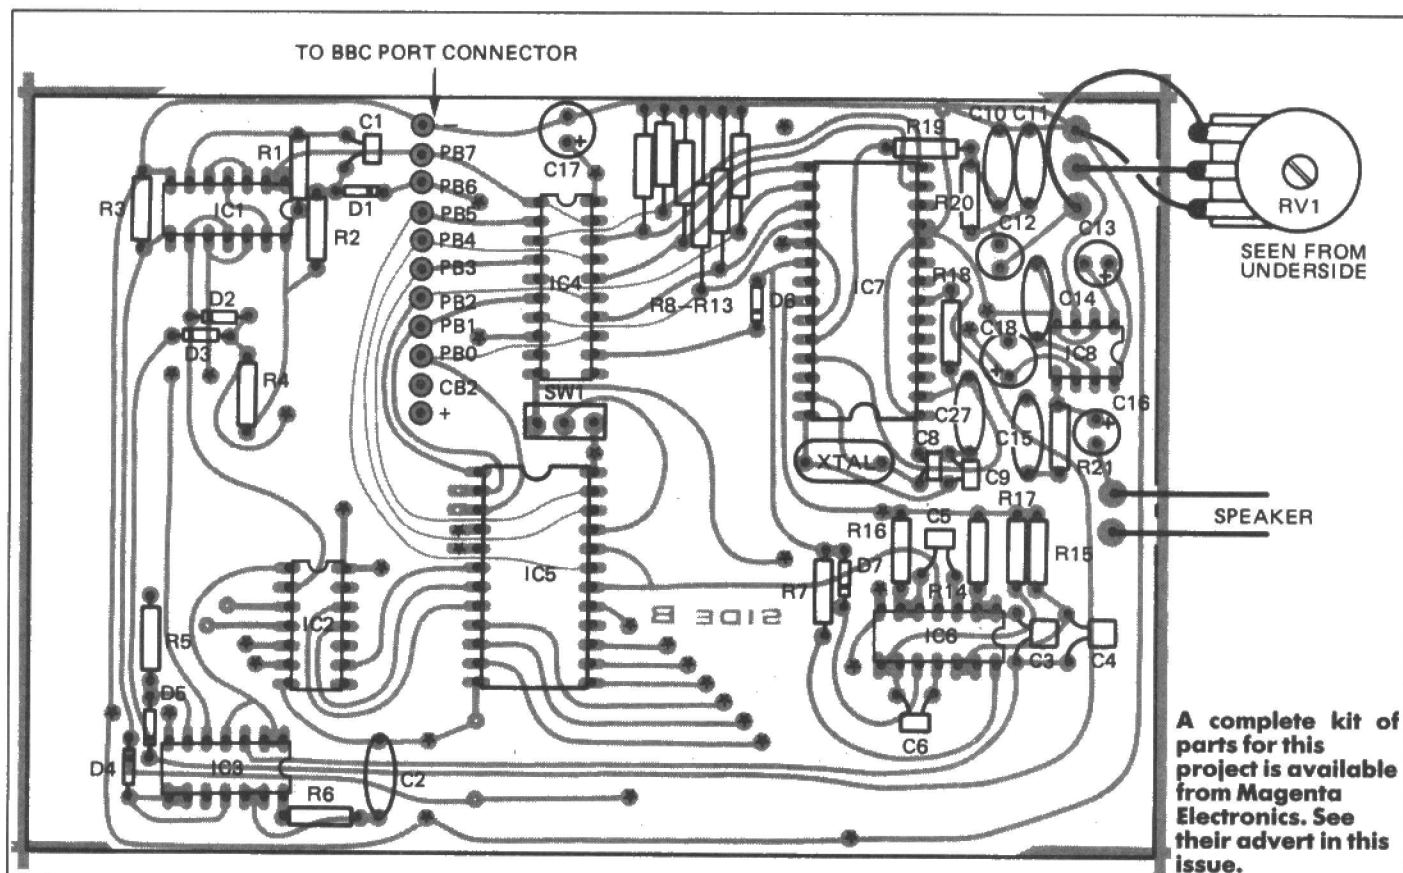 TO BBC PORT CONNECTOR
C1
R1
–
PB7
PB6
PB5
PB4
PB3
PB2
PB1
PB0
CB2
+
R3
IC1
D1
R2
D2
D3
R4
+
C17
IC4
SW1
R8–R13
R19
C10
C11
R20
C12
C13
+
D8
IC7
R18
C14
C18
+
IC8
C16
+
C27
C15
R21
C8
C9
XTAL
RV1
SEEN FROM
UNDERSIDE
SPEAKER
R17
R16
C5
R15
IC5
R7
D7
R14
IC6
C3
C4
C6
SIDE B
IC2
R5
D5
D4
IC3
R6
C2
A complete kit of
parts for this
project is available
from Magenta
Electronics. See
their advert in this
issue.